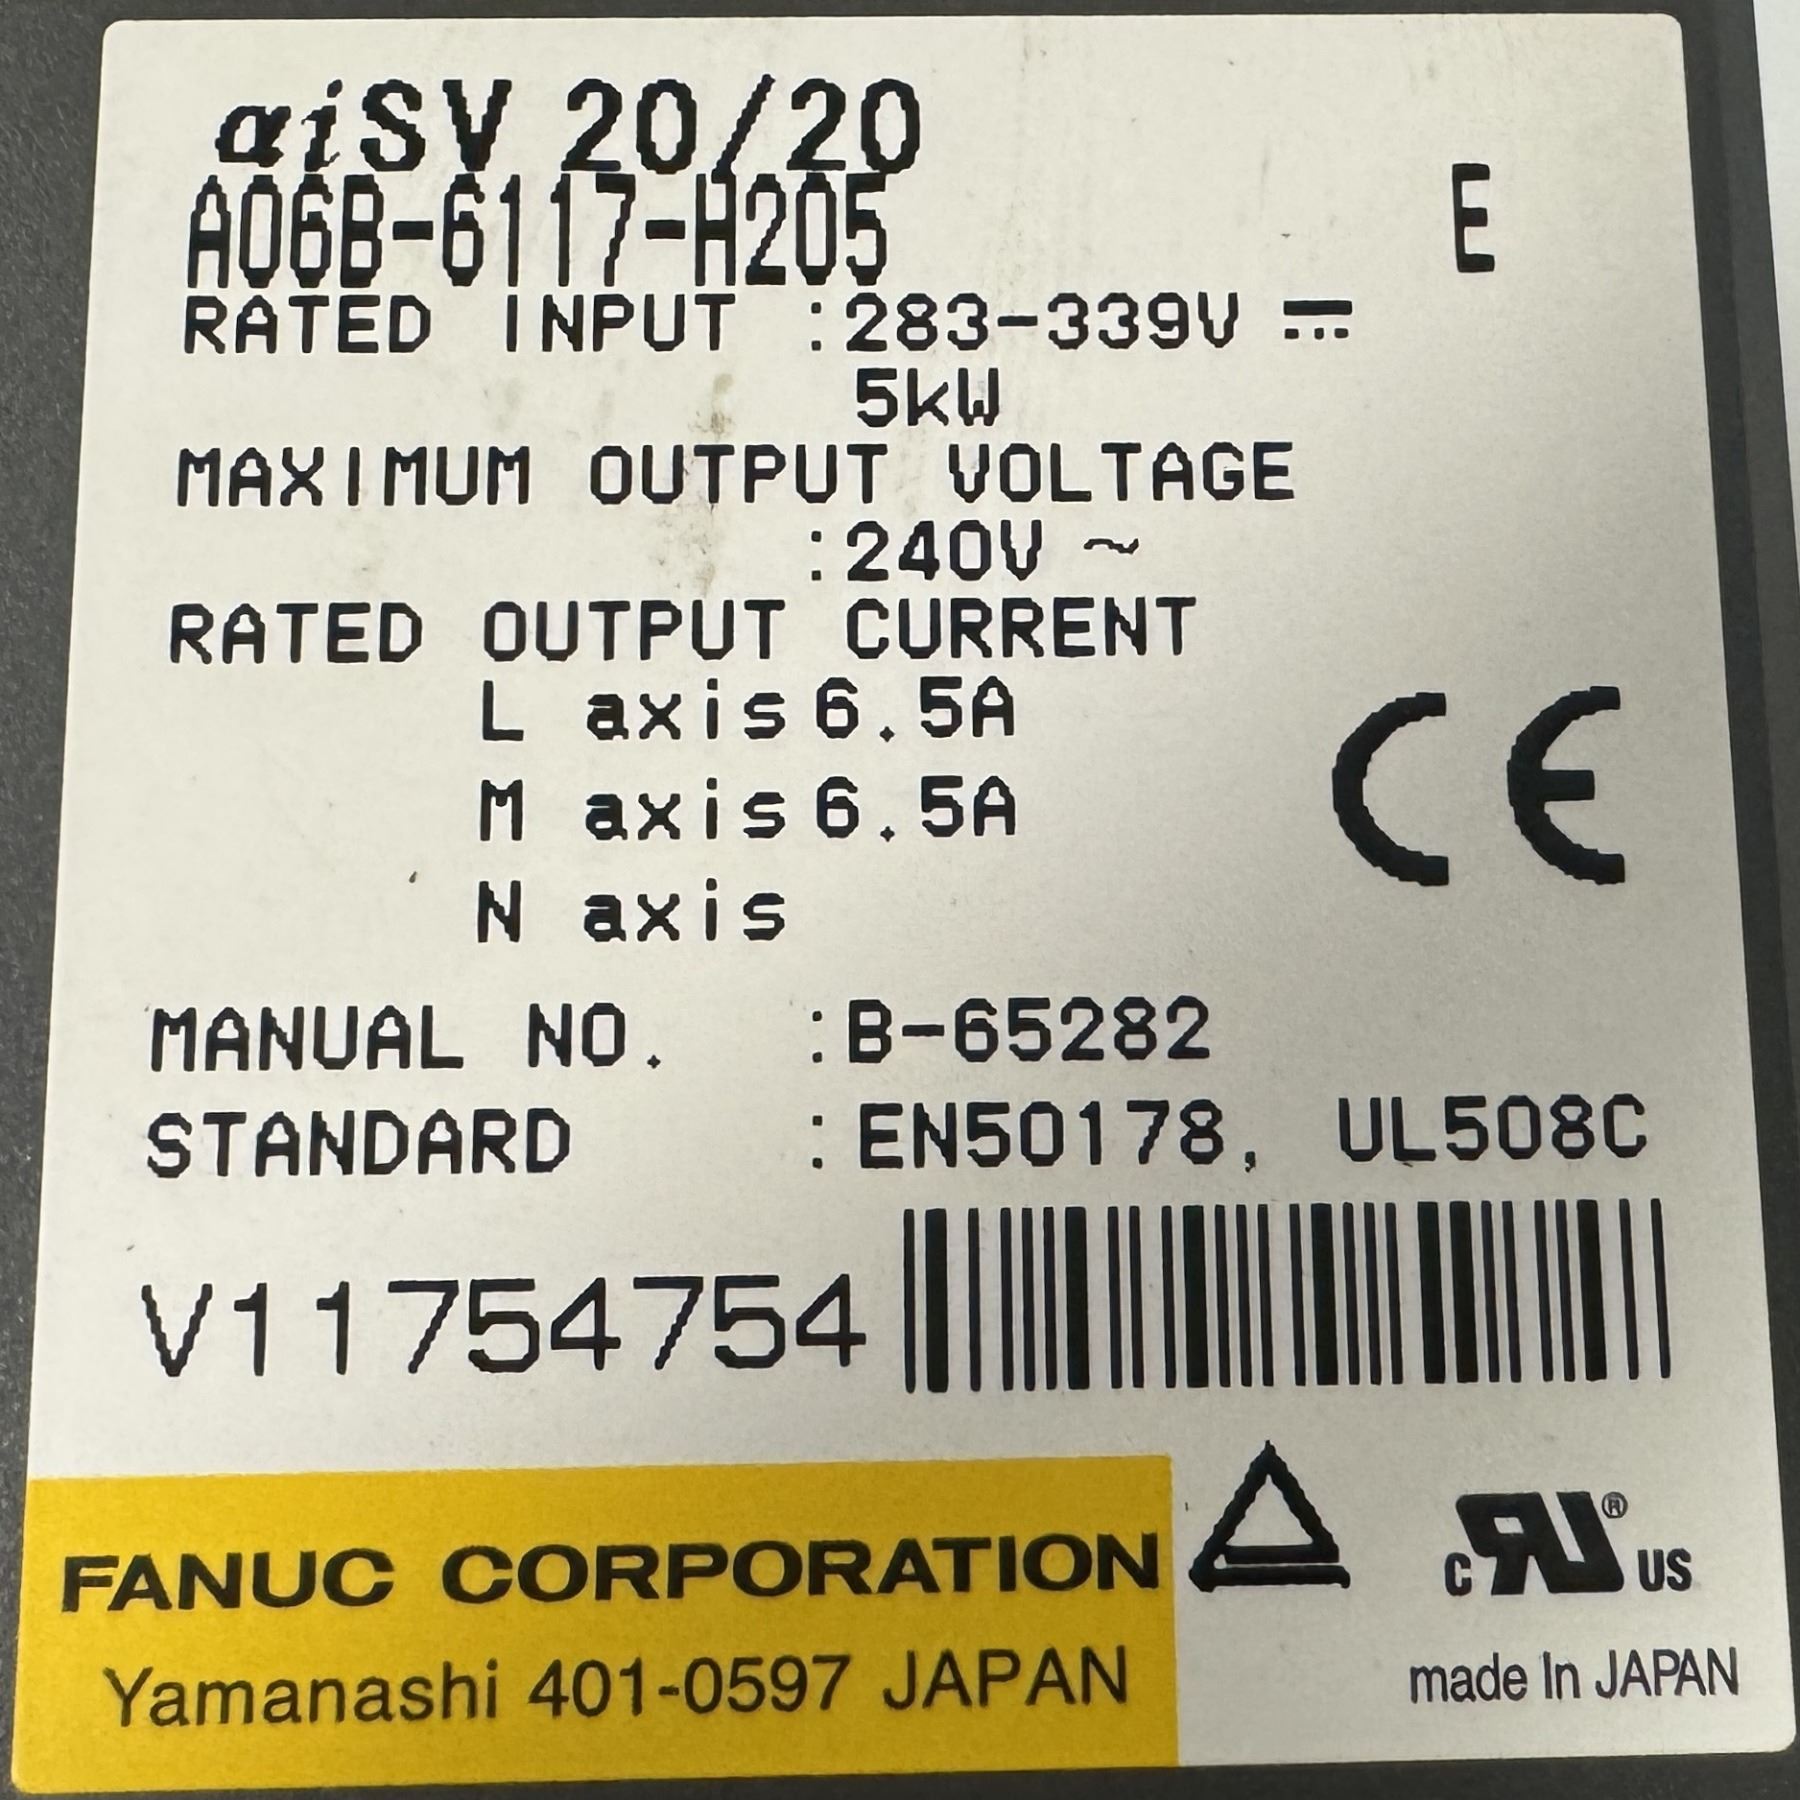 αiSV 20/20
A06B-6117-H205 E
RATED INPUT :283-339V ⎓
5kW
MAXIMUM OUTPUT VOLTAGE
:240V ~
RATED OUTPUT CURRENT
L axis 6.5A
M axis 6.5A
N axis
CE
MANUAL NO. :B-65282
STANDARD :EN50178, UL508C
V11754754
FANUC CORPORATION
Yamanashi 401-0597 JAPAN
c RU ® US
made In JAPAN